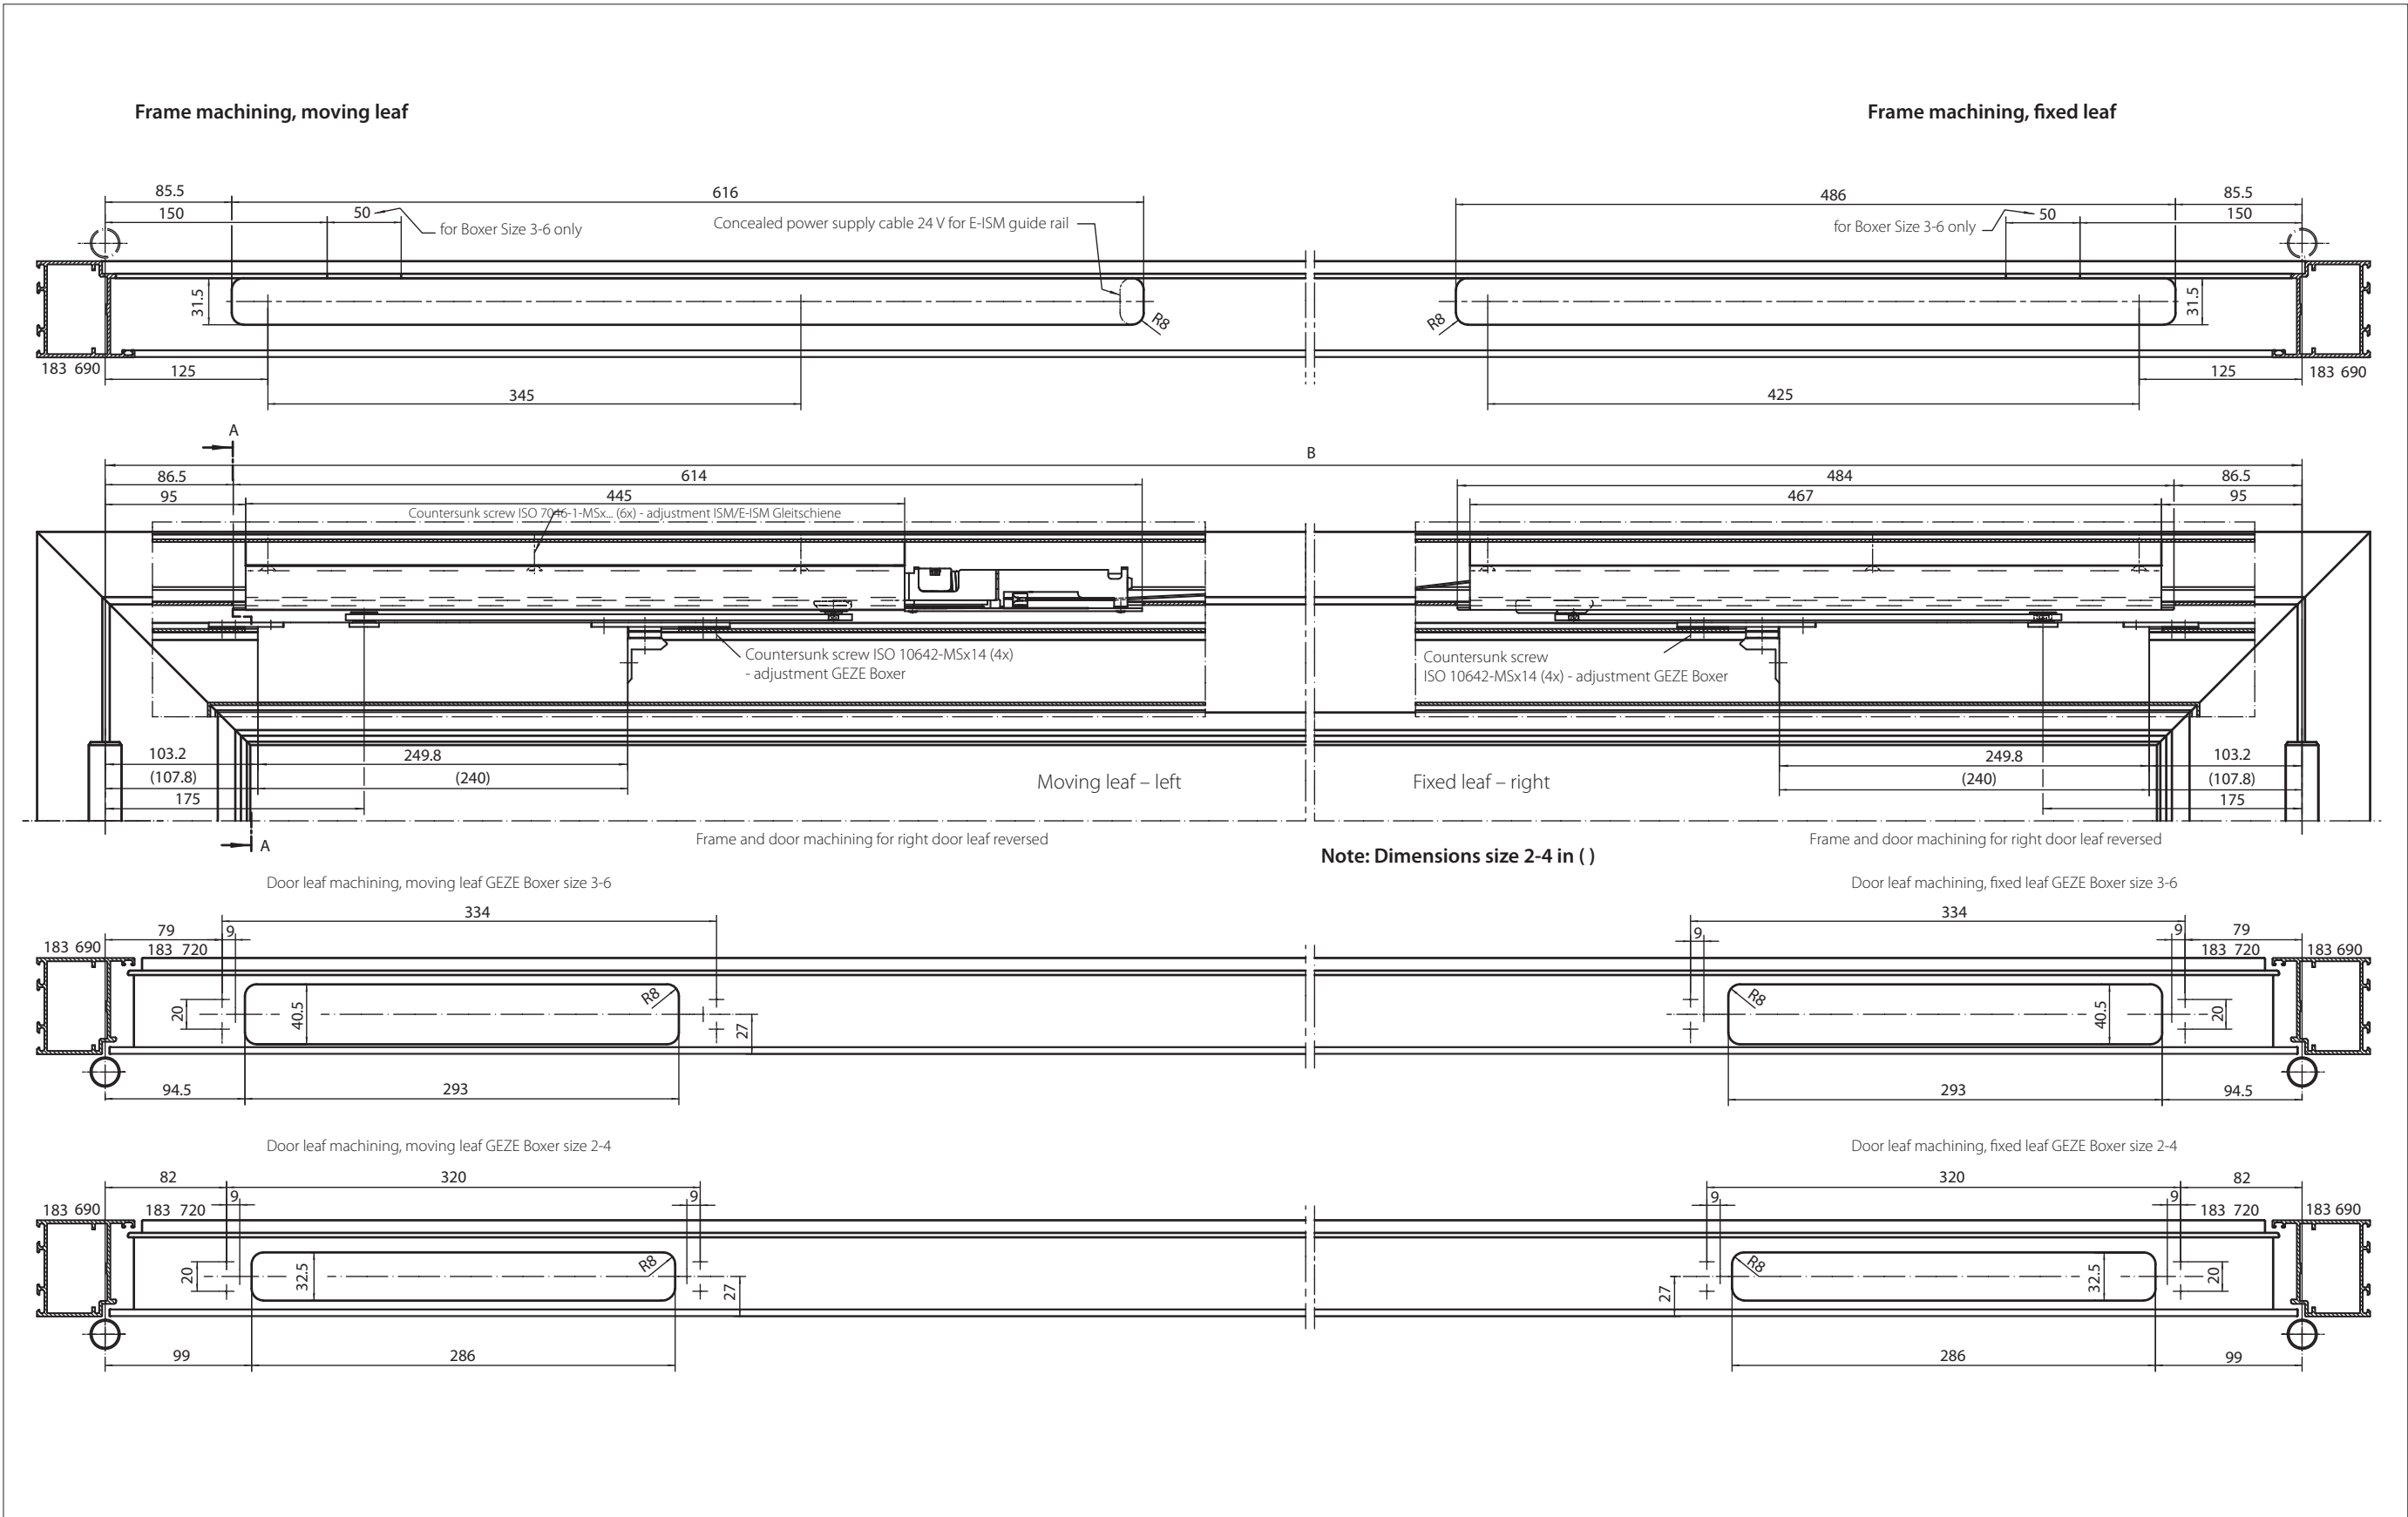 Frame machining, moving leaf
Frame machining, fixed leaf
85.5
616
486
85.5
150
50
for Boxer Size 3-6 only
Concealed power supply cable 24 V for E-ISM guide rail
for Boxer Size 3-6 only
50
150
31.5
R8
R8
31.5
183 690
125
345
425
125
183 690
A
B
86.5
614
484
86.5
95
445
467
95
Countersunk screw ISO 7046-1-MSx... (6x) - adjustment ISM/E-ISM Gleitschiene
Countersunk screw ISO 10642-MSx14 (4x)
- adjustment GEZE Boxer
Countersunk screw
ISO 10642-MSx14 (4x) - adjustment GEZE Boxer
103.2
249.8
249.8
103.2
(107.8)
(240)
Moving leaf – left
Fixed leaf – right
(240)
(107.8)
175
175
A
Frame and door machining for right door leaf reversed
Frame and door machining for right door leaf reversed
Note: Dimensions size 2-4 in ( )
Door leaf machining, moving leaf GEZE Boxer size 3-6
Door leaf machining, fixed leaf GEZE Boxer size 3-6
334
334
79
9
9
9
79
183 690
183 720
183 720
183 690
20
40.5
R8
27
R8
40.5
20
94.5
293
293
94.5
Door leaf machining, moving leaf GEZE Boxer size 2-4
Door leaf machining, fixed leaf GEZE Boxer size 2-4
82
320
320
82
9
9
9
9
183 690
183 720
183 720
183 690
20
32.5
R8
27
27
R8
32.5
20
99
286
286
99